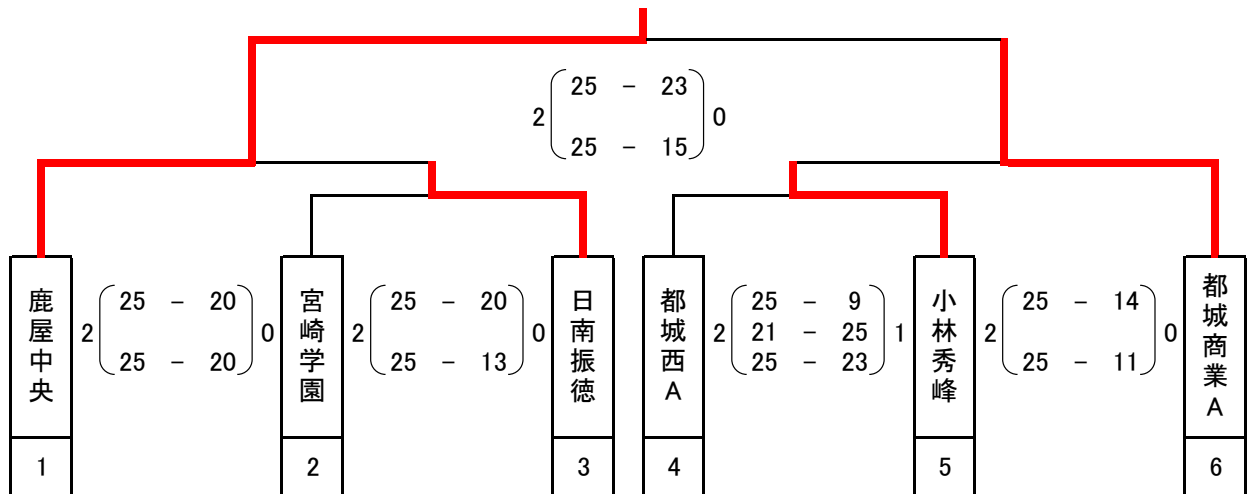 2 25 - 23 0
25 - 15
鹿屋中央
2 25 - 20 0
25 - 20
宮崎学園
2 25 - 20 0
25 - 13
日南振徳
都城西A
25 - 9
2 21 - 25 1
25 - 23
小林秀峰
2 25 - 14 0
25 - 11
都城商業A
1 2 3 4 5 6